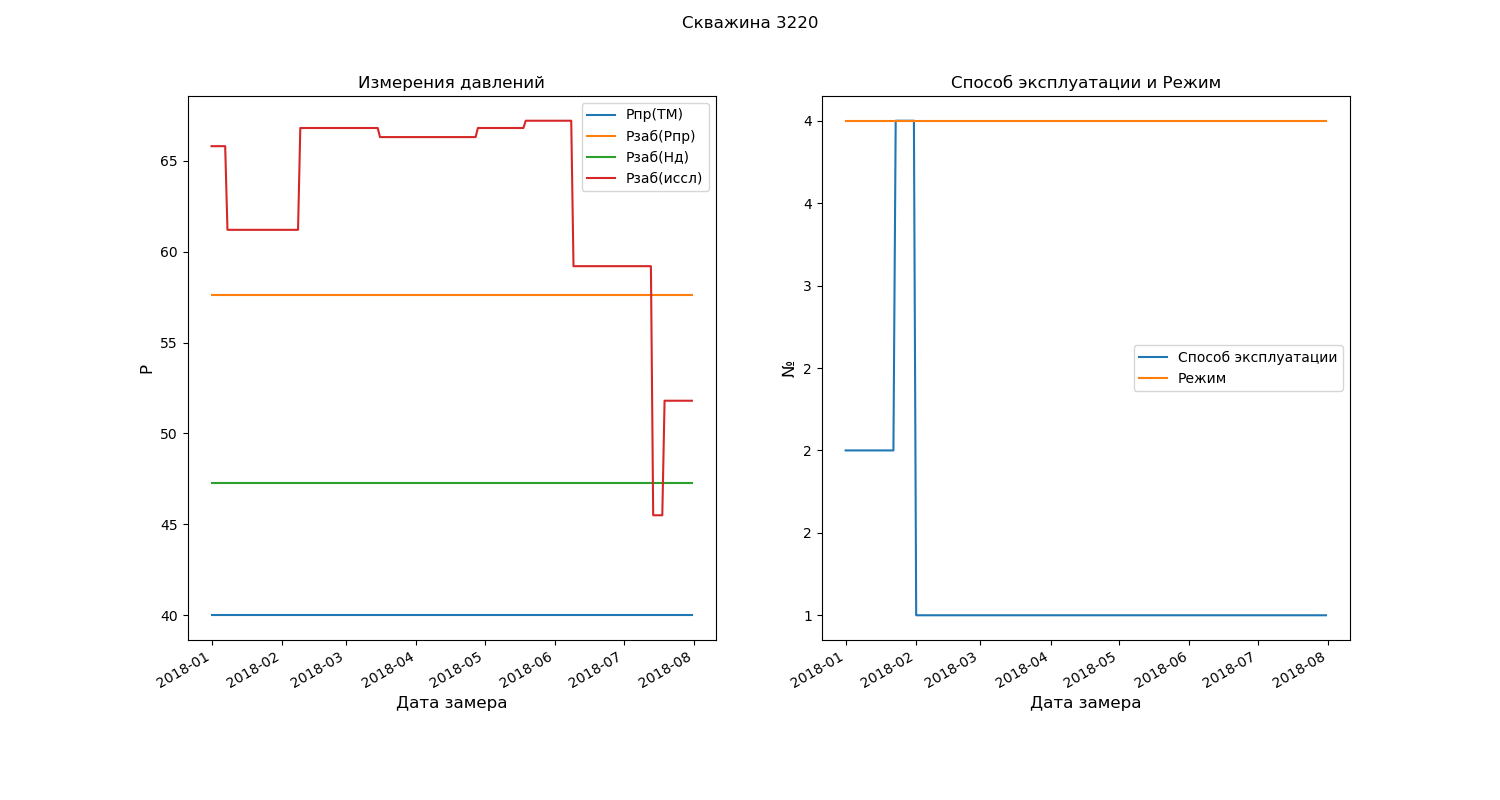 Скважина 3220
Измерения давлений
Рпр(ТМ)
Рзаб(Рпр)
Рзаб(Нд)
Рзаб(иссл)
65
60
55
50
45
40
Р
2018-01
2018-02
2018-03
2018-04
2018-05
2018-06
2018-07
2018-08
Дата замера
Способ эксплуатации и Режим
4
4
3
2
2
2
1
№
Способ эксплуатации
Режим
2018-01
2018-02
2018-03
2018-04
2018-05
2018-06
2018-07
2018-08
Дата замера